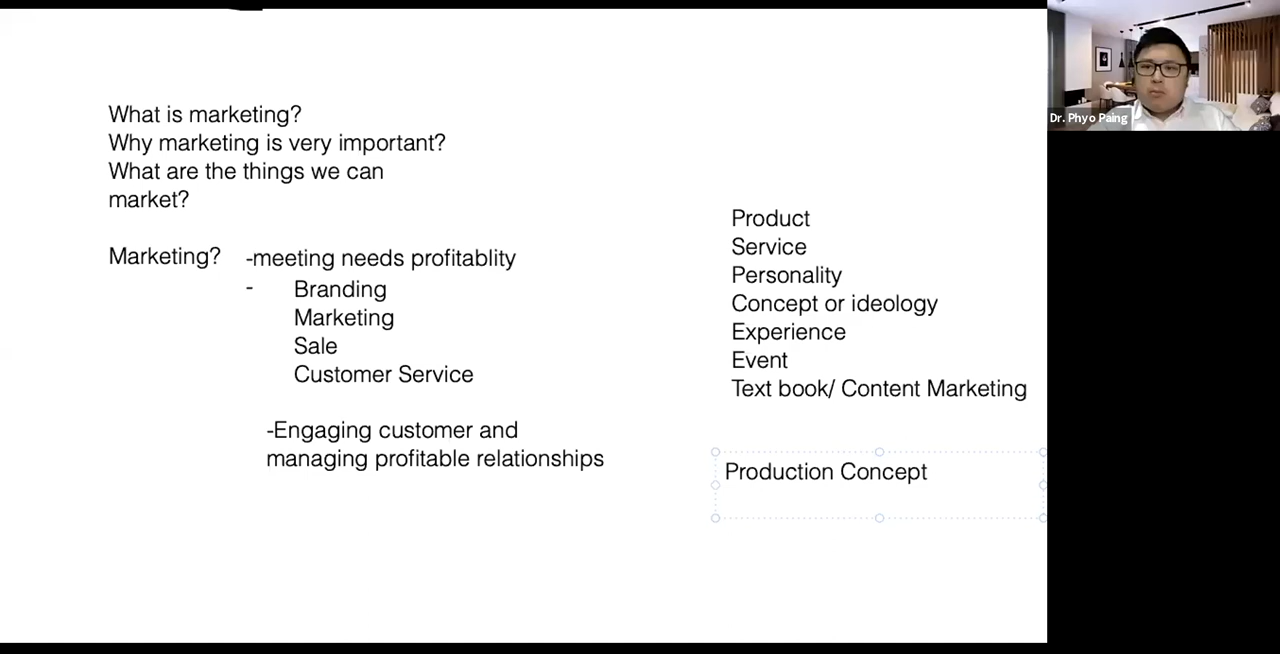 What is marketing?
Why marketing is very important?
What are the things we can
market?
Marketing?
-meeting needs profitablity
-
Branding
Marketing
Sale
Customer Service
-Engaging customer and
managing profitable relationships
Product
Service
Personality
Concept or ideology
Experience
Event
Text book/ Content Marketing
Production Concept
Dr. Phyo Paing